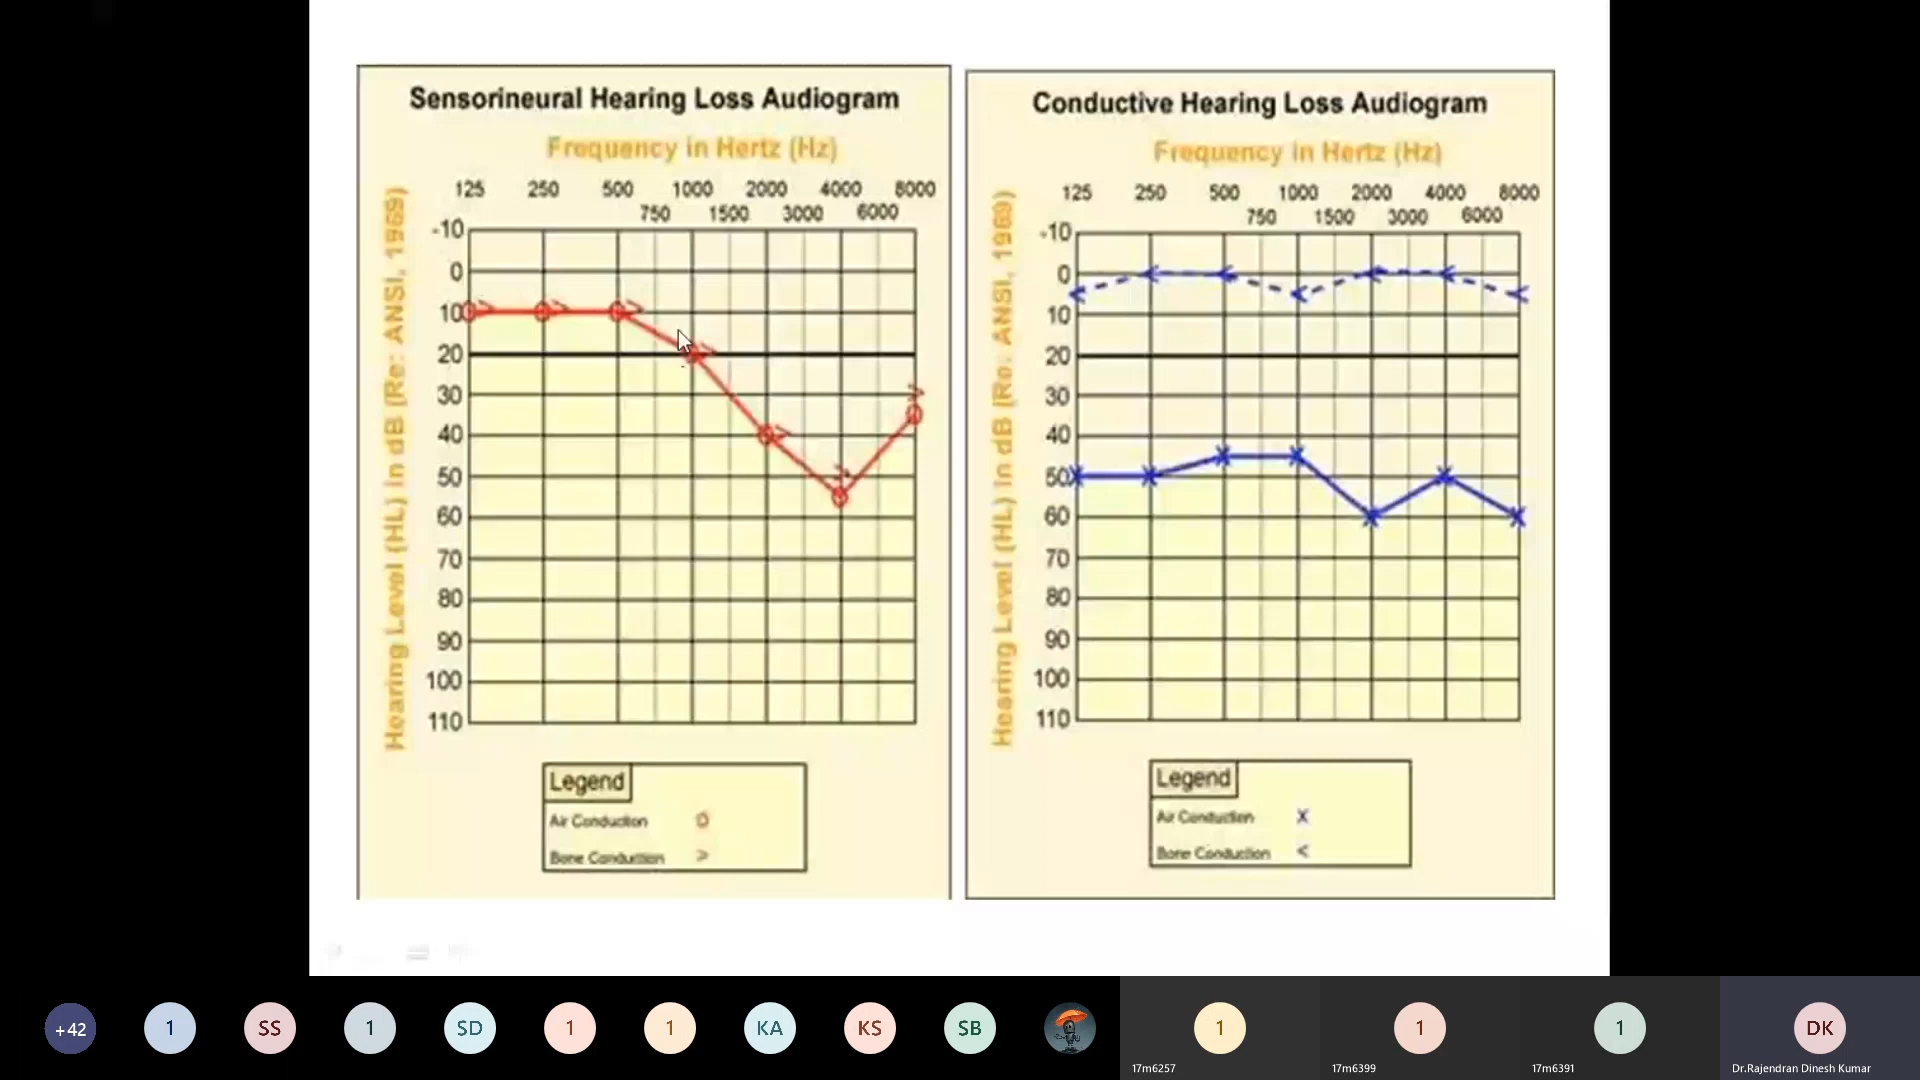 Sensorineural Hearing Loss Audiogram
Frequency in Hertz (Hz)
125 250 500 1000 2000 4000 8000
750 1500 3000 6000
Hearing Level (HL) in dB (Re: ANSI, 1969)
-10
0
10
20
30
40
50
60
70
80
90
100
110
Legend
Air Conduction O
Bone Conduction >
Conductive Hearing Loss Audiogram
Frequency in Hertz (Hz)
125 250 500 1000 2000 4000 8000
750 1500 3000 6000
Hearing Level (HL) in dB (Re: ANSI, 1969)
-10
0
10
20
30
40
50
60
70
80
90
100
110
Legend
Air Conduction X
Bone Conduction <
+42 1 SS 1 SD 1 1 KA KS SB 1 1 1 DK
17m6257 17m6399 17m6391 Dr.Rajendran Dinesh Kumar